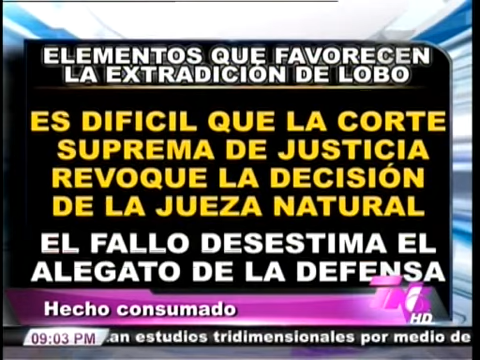 ELEMENTOS QUE FAVORECEN
LA EXTRADICIÓN DE LOBO
ES DIFICIL QUE LA CORTE
SUPREMA DE JUSTICIA
REVOQUE LA DECISIÓN
DE LA JUEZA NATURAL
EL FALLO DESESTIMA EL
ALEGATO DE LA DEFENSA
Hecho consumado
HD
09:03 PM estudios tridimensionales por medio de